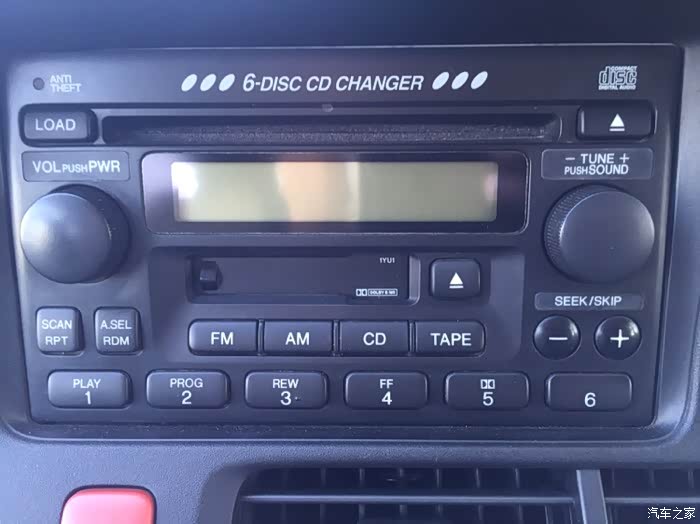 ANTI
THEFT
6-DISC CD CHANGER
COMPACT
disc
DIGITAL AUDIO
LOAD
VOL PUSH PWR
- TUNE +
PUSH SOUND
1YU1
DOLBY B NR
SEEK/SKIP
SCAN
RPT
A.SEL
RDM
FM
AM
CD
TAPE
- +
PLAY
1
PROG
2
REW
3
FF
4
5
6
汽车之家